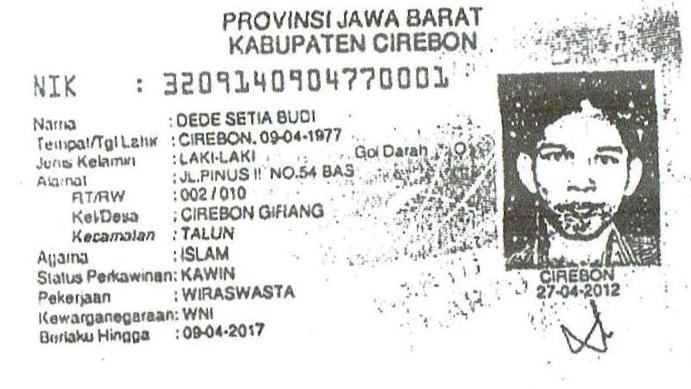 PROVINSI JAWA BARAT
KABUPATEN CIREBON
NIK : 3209140904770001
Nama : DEDE SETIA BUDI
Tempat/Tgl Lahir : CIREBON, 09-04-1977
Jenis Kelamin : LAKI-LAKI Gol Darah : O
Alamat : JL.PINUS II NO.54 BAS
RT/RW : 002/010
Kel/Desa : CIREBON GIRANG
Kecamatan : TALUN
Agama : ISLAM
Status Perkawinan: KAWIN
Pekerjaan : WIRASWASTA
Kewarganegaraan: WNI
Berlaku Hingga : 09-04-2017
CIREBON
27-04-2012